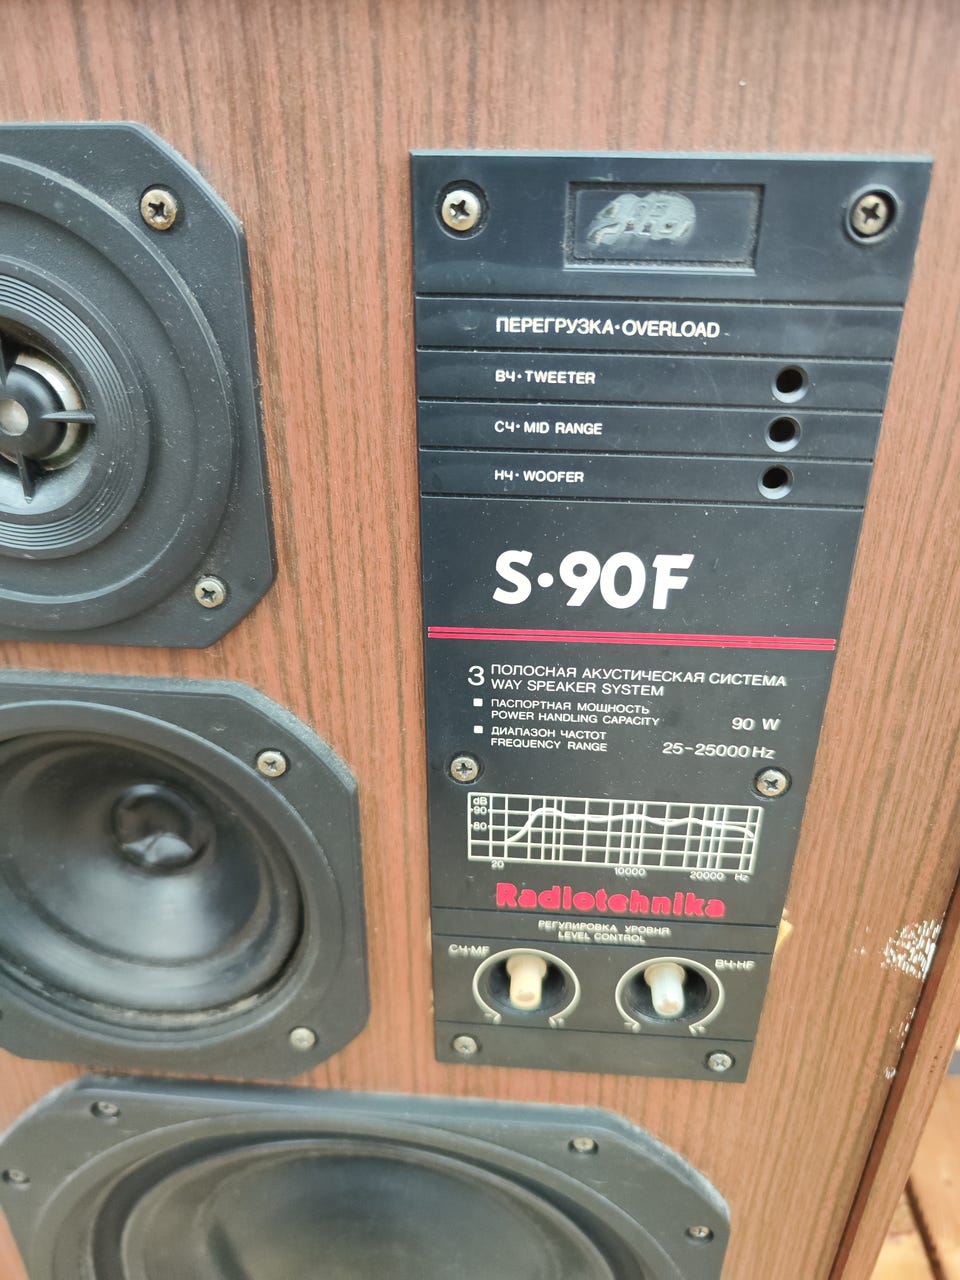 ПЕРЕГРУЗКА·OVERLOAD
ВЧ·TWEETER
СЧ·MID RANGE
НЧ·WOOFER
S·90F
3 ПОЛОСНАЯ АКУСТИЧЕСКАЯ СИСТЕМА
WAY SPEAKER SYSTEM
ПАСПОРТНАЯ МОЩНОСТЬ
POWER HANDLING CAPACITY 90 W
ДИАПАЗОН ЧАСТОТ
FREQUENCY RANGE 25-25000 Hz
dB
90
80
20 10000 20000 Hz
Radiotehnika
РЕГУЛИРОВКА УРОВНЯ
LEVEL CONTROL
СЧ·MF ВЧ·HF